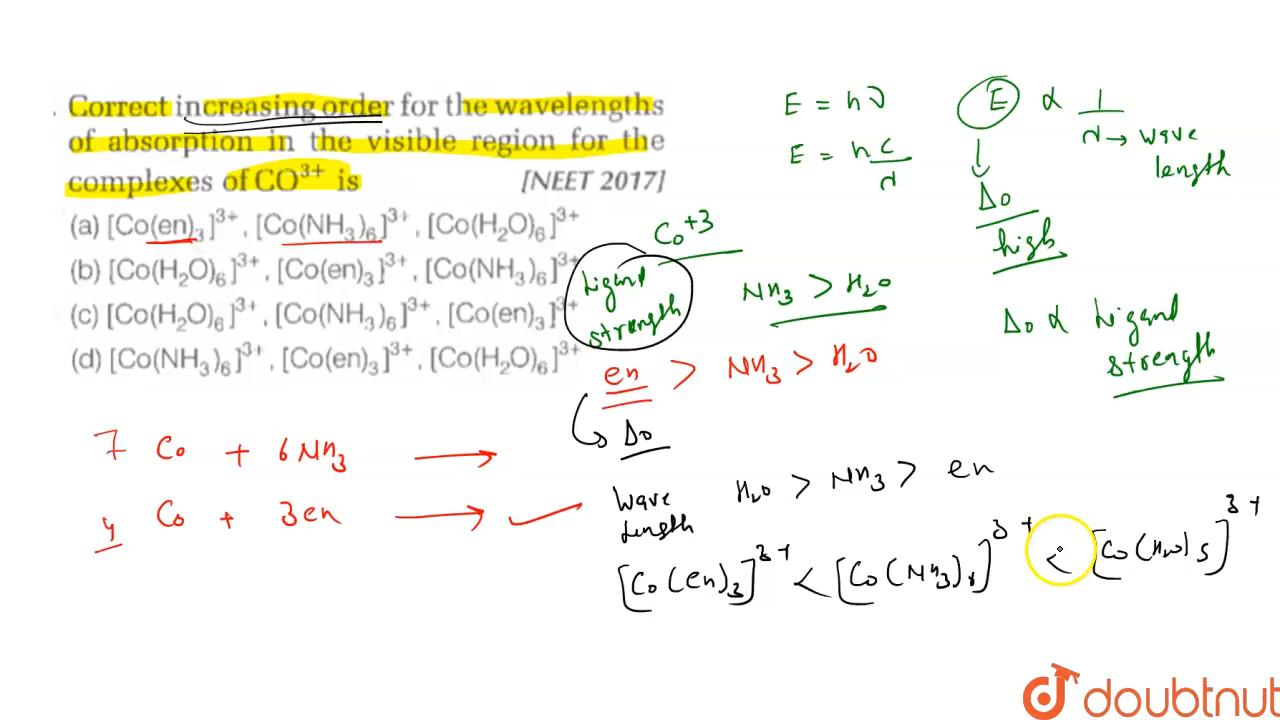 Correct increasing order for the wavelengths
of absorption in the visible region for the
complexes of CO³⁺ is [NEET 2017]
(a) [Co(en)₃]³⁺, [Co(NH₃)₆]³⁺, [Co(H₂O)₆]³⁺
(b) [Co(H₂O)₆]³⁺, [Co(en)₃]³⁺, [Co(NH₃)₆]³⁺
(c) [Co(H₂O)₆]³⁺, [Co(NH₃)₆]³⁺, [Co(en)₃]³⁺
(d) [Co(NH₃)₆]³⁺, [Co(en)₃]³⁺, [Co(H₂O)₆]³⁺
E = hν
E = h c/λ
E ∝ 1/λ → wave
length
Δo
high
Δo ∝ Ligand
strength
Co⁺³
Ligand
strength
NH₃ > H₂O
en > NH₃ > H₂O
Δo
7 Co + 6NH₃ →
4 Co + 3en → ✓
Wave
Length
H₂O > NH₃ > en
[Co(en)₃]³⁺ < [Co(NH₃)₆]³⁺ < [Co(H₂O)5]³⁺
doubtnut